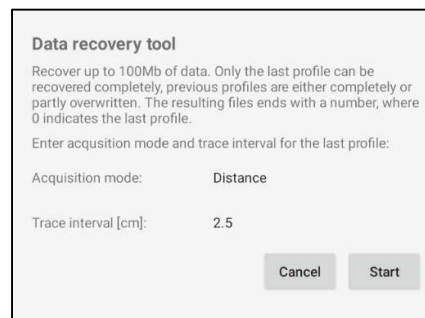 Data recovery tool
Recover up to 100Mb of data. Only the last profile can be
recovered completely, previous profiles are either completely or
partly overwritten. The resulting files ends with a number, where
0 indicates the last profile.
Enter acqusition mode and trace interval for the last profile:
Acquisition mode: Distance
Trace interval [cm]: 2.5
Cancel Start